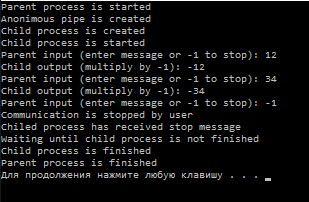 Parent process is started
Anonimous pipe is created
Child process is created
Child process is started
Parent input (enter message or -1 to stop): 12
Child output (multiply by -1): -12
Parent input (enter message or -1 to stop): 34
Child output (multiply by -1): -34
Parent input (enter message or -1 to stop): -1
Communication is stopped by user
Chiled process has received stop message
Waiting until child process is not finished
Child process is finished
Parent process is finished
Для продолжения нажмите любую клавишу . . .